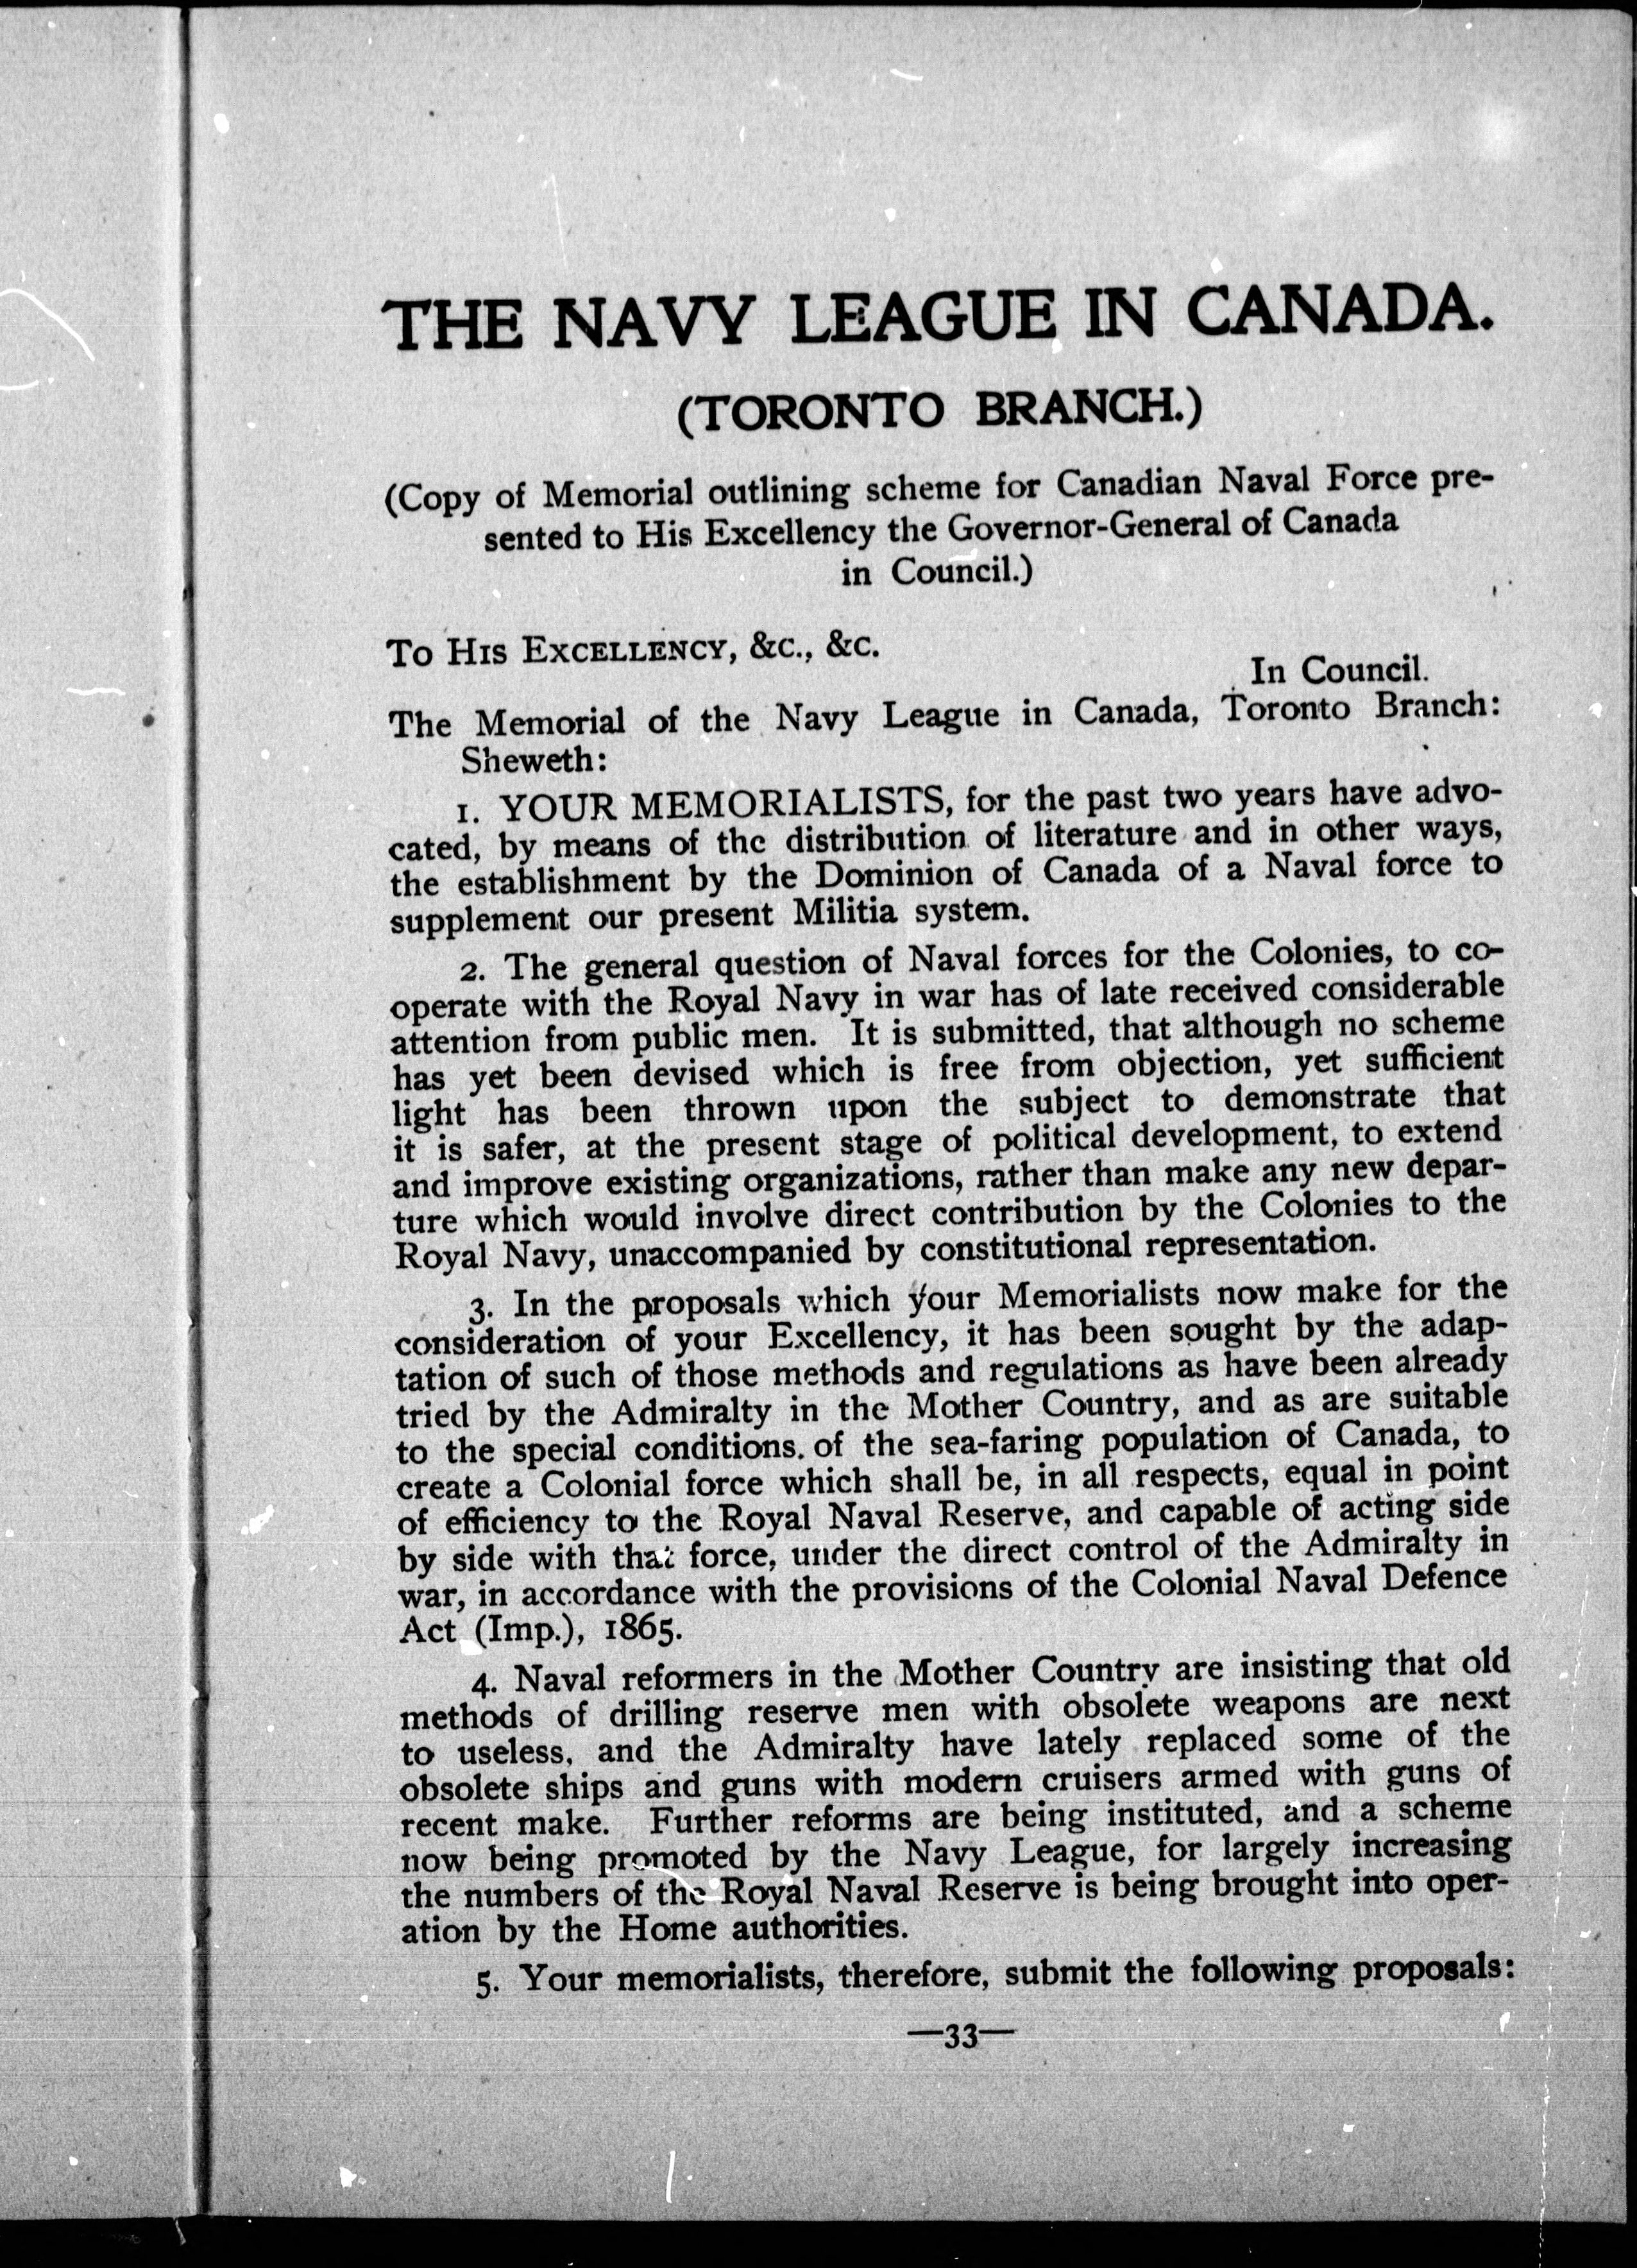 THE NAVY LEAGUE IN CANADA.
(TORONTO BRANCH.)
(Copy of Memorial outlining scheme for Canadian Naval Force pre-
sented to His Excellency the Governor-General of Canada
in Council.)
To His Excellency, &c., &c.
In Council.
The Memorial of the Navy League in Canada, Toronto Branch:
Sheweth:
1. YOUR MEMORIALISTS, for the past two years have advo-
cated, by means of the distribution of literature and in other ways,
the establishment by the Dominion of Canada of a Naval force to
supplement our present Militia system.
2. The general question of Naval forces for the Colonies, to co-
operate with the Royal Navy in war has of late received considerable
attention from public men. It is submitted, that although no scheme
has yet been devised which is free from objection, yet sufficient
light has been thrown upon the subject to demonstrate that
it is safer, at the present stage of political development, to extend
and improve existing organizations, rather than make any new depar-
ture which would involve direct contribution by the Colonies to the
Royal Navy, unaccompanied by constitutional representation.
3. In the proposals which your Memorialists now make for the
consideration of your Excellency, it has been sought by the adap-
tation of such of those methods and regulations as have been already
tried by the Admiralty in the Mother Country, and as are suitable
to the special conditions of the sea-faring population of Canada, to
create a Colonial force which shall be, in all respects, equal in point
of efficiency to the Royal Naval Reserve, and capable of acting side
by side with that force, under the direct control of the Admiralty in
war, in accordance with the provisions of the Colonial Naval Defence
Act (Imp.), 1865.
4. Naval reformers in the Mother Country are insisting that old
methods of drilling reserve men with obsolete weapons are next
to useless, and the Admiralty have lately replaced some of the
obsolete ships and guns with modern cruisers armed with guns of
recent make. Further reforms are being instituted, and a scheme
now being promoted by the Navy League, for largely increasing
the numbers of the Royal Naval Reserve is being brought into oper-
ation by the Home authorities.
5. Your memorialists, therefore, submit the following proposals:
—33—